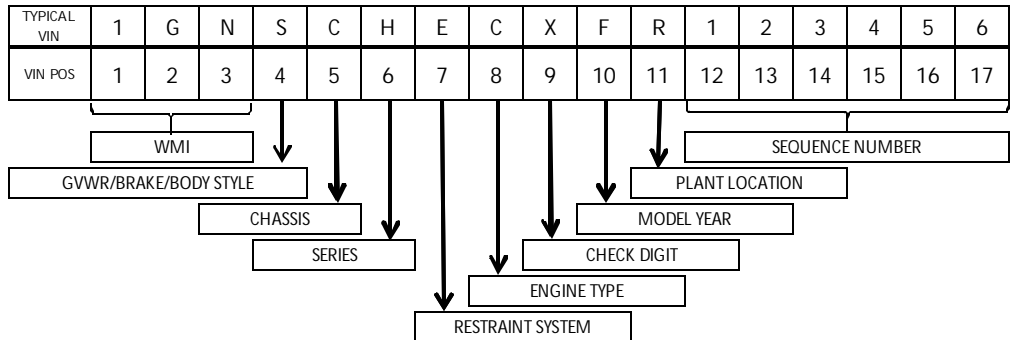 TYPICAL
VIN 1 G N S C H E C X F R 1 2 3 4 5 6
VIN POS 1 2 3 4 5 6 7 8 9 10 11 12 13 14 15 16 17
WMI SEQUENCE NUMBER
GVWR/BRAKE/BODY STYLE PLANT LOCATION
CHASSIS MODEL YEAR
SERIES CHECK DIGIT
ENGINE TYPE
RESTRAINT SYSTEM